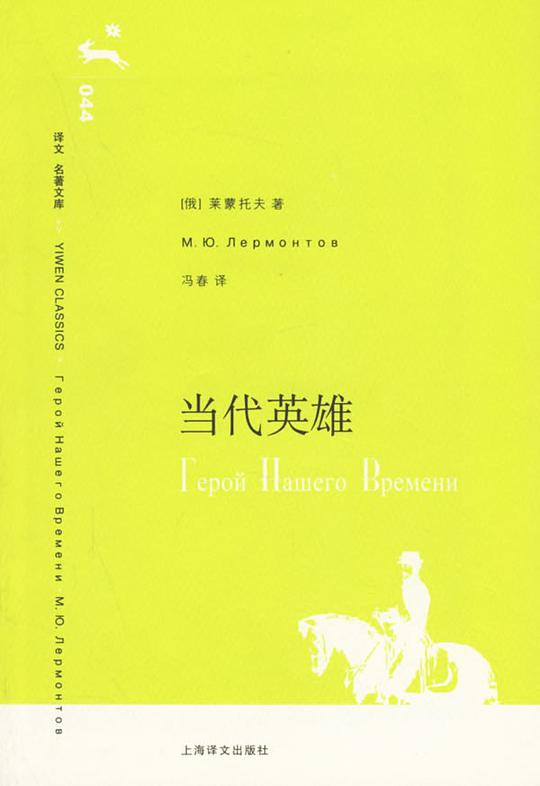 044
译文 名著文库 · YIWEN CLASSICS · Герой Нашего Времени М. Ю. Лермонтов
[俄] 莱蒙托夫 著
М. Ю. Лермонтов
冯春 译
当代英雄
Герой Нашего Времени
上海译文出版社